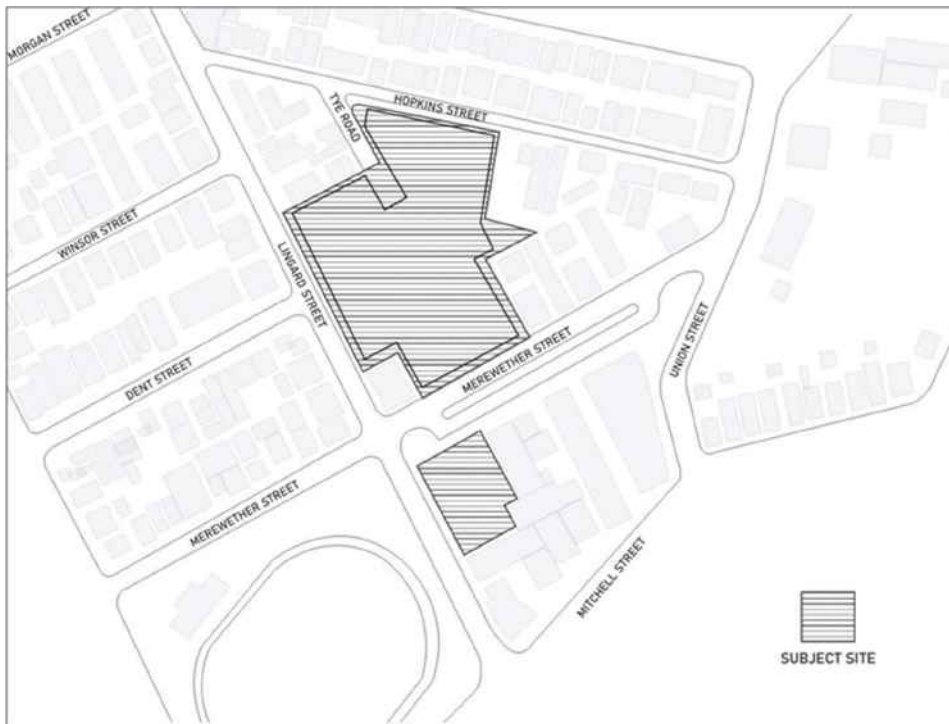 MORGAN STREET
TYE ROAD
HOPKINS STREET
WINSOR STREET
LINGARD STREET
UNION STREET
DENT STREET
MEREWETHER STREET
MEREWETHER STREET
MITCHELL STREET
SUBJECT SITE